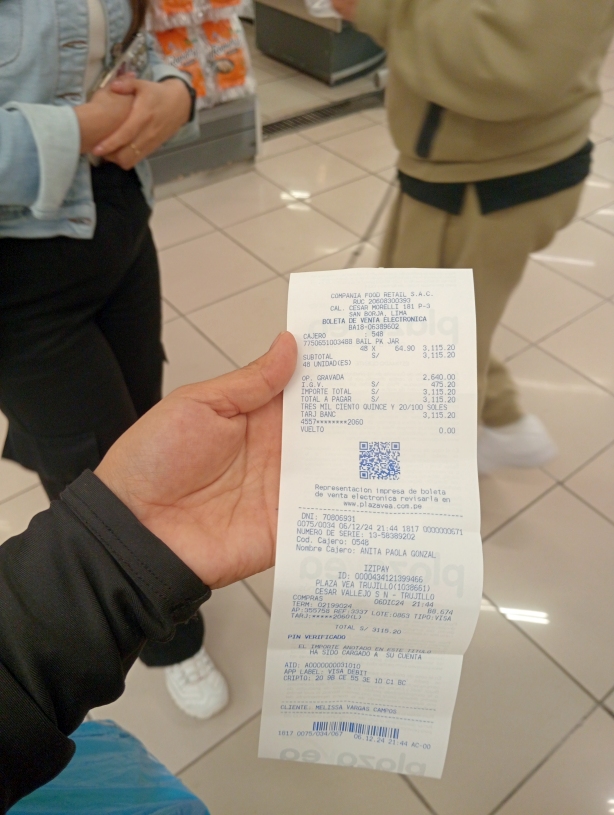 COMPANIA FOOD RETAIL S.A.C.
RUC 20608300393
CAL. CESAR MORELLI 181 P-3
SAN BORJA, LIMA
BOLETA DE VENTA ELECTRONICA
BA18-06389602
CAJERO 548
7750651003488 BAIL PK JAR
48 X 64.90 3,115.20
SUBTOTAL S/ 3,115.20
48 UNIDAD(ES)
OP. GRAVADA 2,640.00
I.G.V. S/ 475.20
IMPORTE TOTAL S/ 3,115.20
TOTAL A PAGAR S/ 3,115.20
TRES MIL CIENTO QUINCE Y 20/100 SOLES
TARJ BANC 3,115.20
4557********2060
VUELTO 0.00
Representacion impresa de boleta
de venta electronica revisarla en
www.plazavea.com.pe
DNI: 70806931
0075/0034 06/12/24 21:44 1817 0000000671
NUMERO DE SERIE: 13-58389202
Cod. Cajero: 0548
Nombre Cajero: ANITA PAOLA GONZAL
IZIPAY
ID: 0000434121399466
PLAZA VEA TRUJILLO(1038661)
CESAR VALLEJO S N - TRUJILLO
COMPRAS 06DIC24 21:44
TERM: 02199024 B8.674
AP:355756 REF:3337 LOTE:0863 TIPO:VISA
TARJ:****2060(L)
TOTAL S/ 3115.20
PIN VERIFICADO
EL IMPORTE ANOTADO EN ESTE TITULO
HA SIDO CARGADO A SU CUENTA
AID: A0000000031010
APP LABEL: VISA DEBIT
CRIPTO: 20 9B CE 55 3E 1D C1 BC
CLIENTE: MELISSA VARGAS CAMPOS
1817 0075/034/067 06.12.24 21:44 AC-00
plazavea